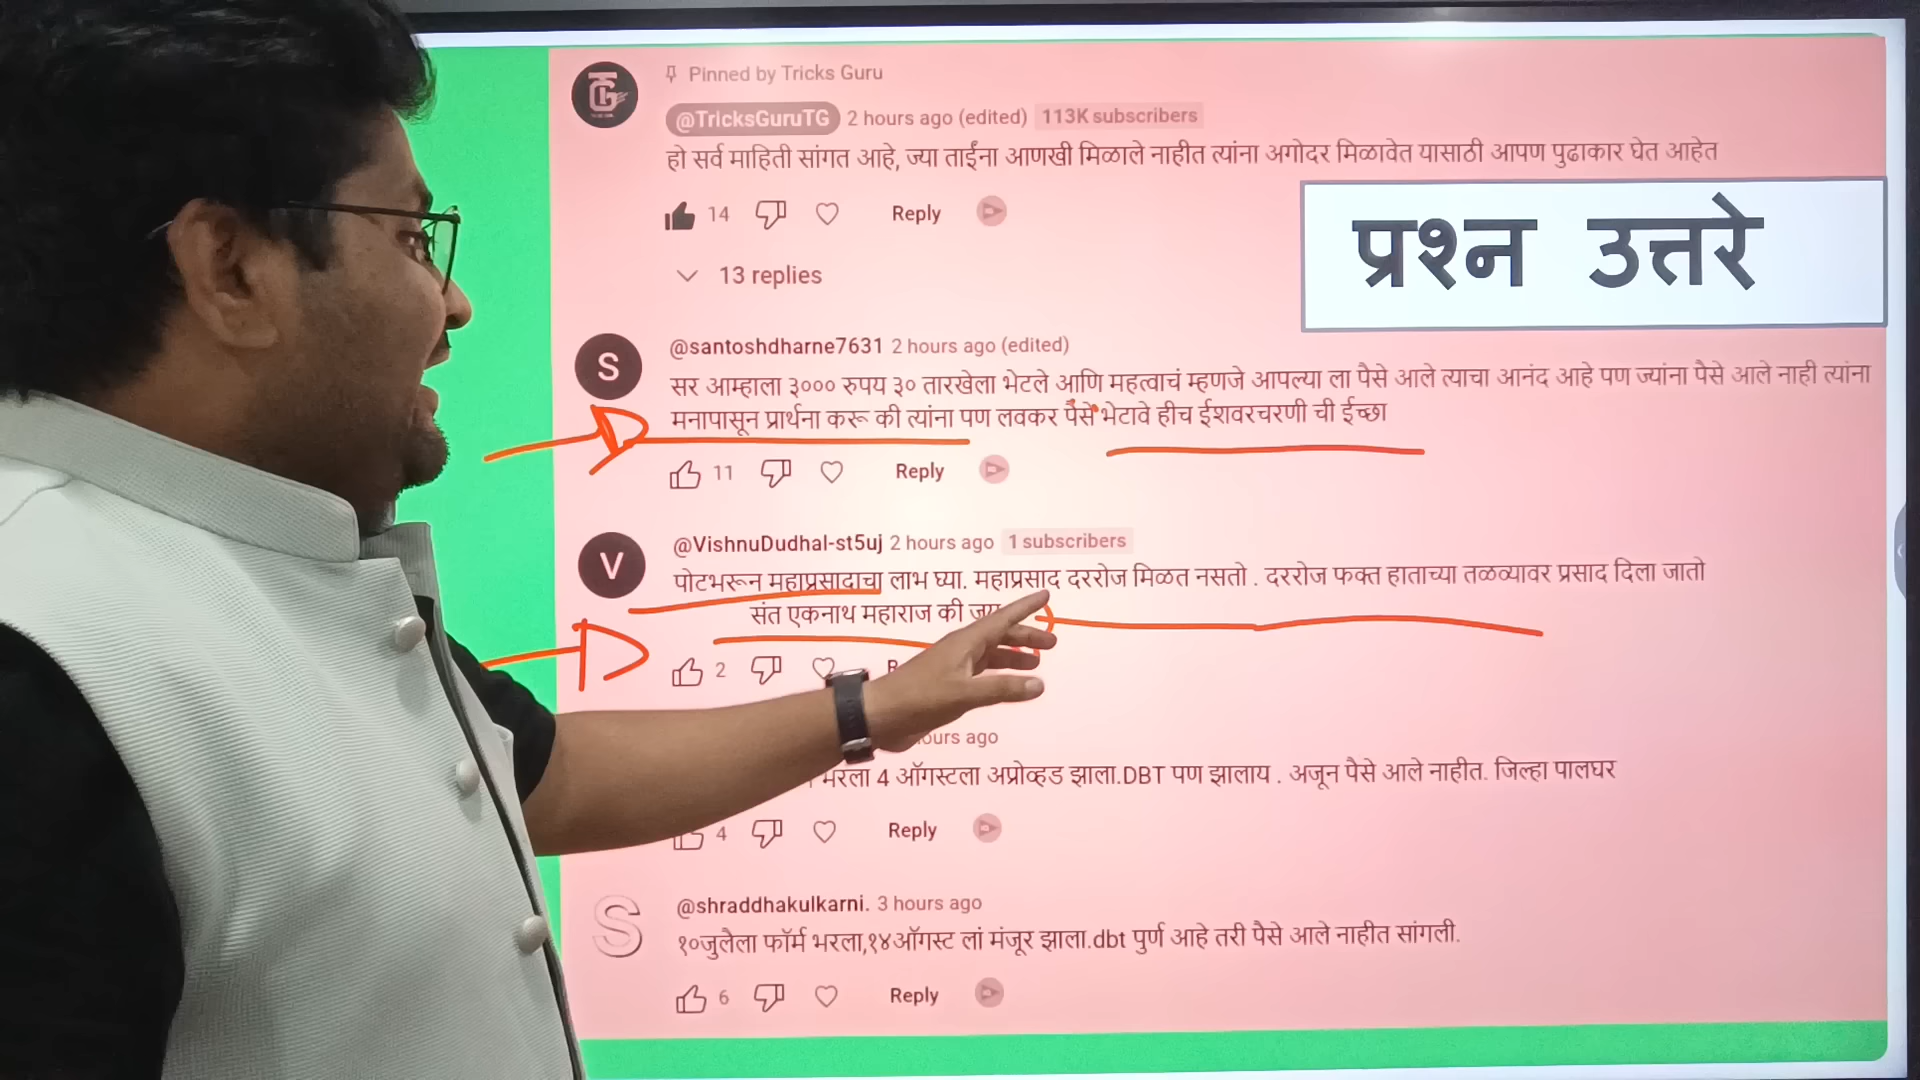 Pinned by Tricks Guru
@TricksGuruTG 2 hours ago (edited) 113K subscribers
हो सर्व माहिती सांगत आहे, ज्या ताईंना आणखी मिळाले नाहीत त्यांना अगोदर मिळावेत यासाठी आपण पुढाकार घेत आहेत
14 Reply
13 replies
प्रश्न उत्तरे
@santoshdharne7631 2 hours ago (edited)
सर आम्हाला ३००० रुपय ३० तारखेला भेटले आणि महत्वाचं म्हणजे आपल्या ला पैसे आले त्याचा आनंद आहे पण ज्यांना पैसे आले नाही त्यांना
मनापासून प्रार्थना करू की त्यांना पण लवकर पैसे भेटावे हीच ईशवरचरणी ची ईच्छा
11 Reply
@VishnuDudhal-st5uj 2 hours ago 1 subscribers
पोटभरून महाप्रसादाचा लाभ घ्या. महाप्रसाद दररोज मिळत नसतो . दररोज फक्त हाताच्या तळव्यावर प्रसाद दिला जातो
संत एकनाथ महाराज की जय
2
ours ago
भरला 4 ऑगस्टला अप्रोव्हड झाला.DBT पण झालाय . अजून पैसे आले नाहीत. जिल्हा पालघर
4 Reply
@shraddhakulkarni. 3 hours ago
१०जुलैला फॉर्म भरला,१४ऑगस्ट लां मंजूर झाला.dbt पुर्ण आहे तरी पैसे आले नाहीत सांगली.
6 Reply